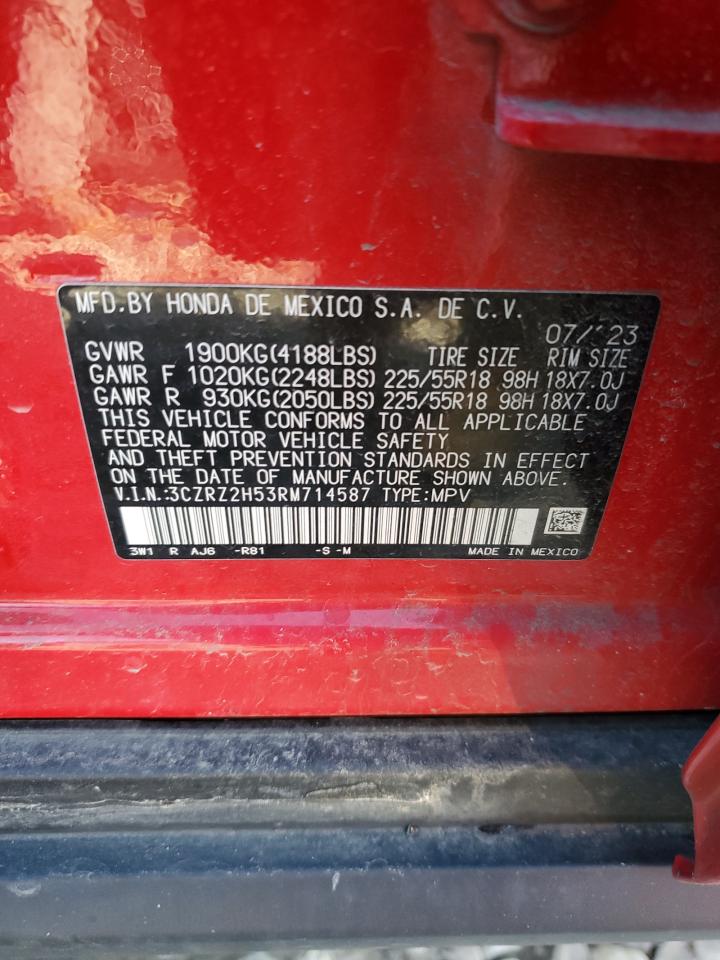 MFD.BY HONDA DE MEXICO S.A. DE C.V.
07/'23
GVWR 1900KG(4188LBS) TIRE SIZE RIM SIZE
GAWR F 1020KG(2248LBS) 225/55R18 98H 18X7.0J
GAWR R 930KG(2050LBS) 225/55R18 98H 18X7.0J
THIS VEHICLE CONFORMS TO ALL APPLICABLE
FEDERAL MOTOR VEHICLE SAFETY
AND THEFT PREVENTION STANDARDS IN EFFECT
ON THE DATE OF MANUFACTURE SHOWN ABOVE.
V.I.N.:3CZRZ2H53RM714587 TYPE:MPV
3W1 R AJ6 -R81 -S -M MADE IN MEXICO